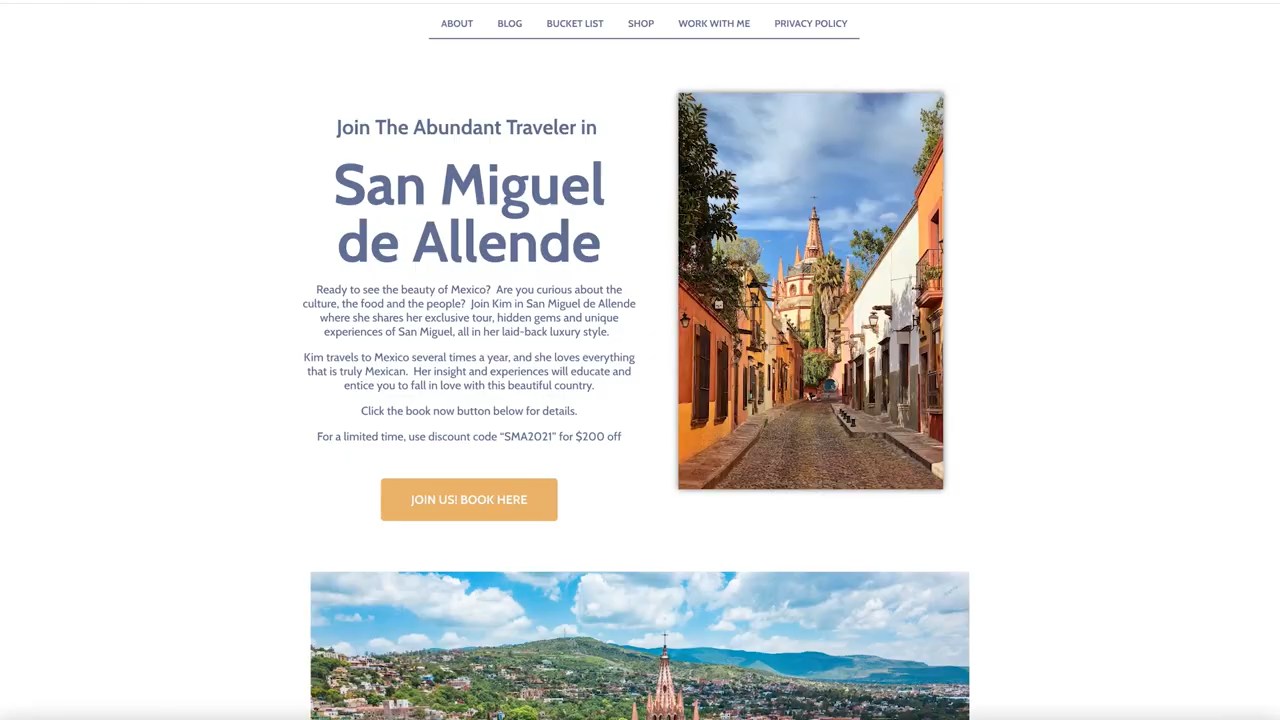 ABOUT BLOG BUCKET LIST SHOP WORK WITH ME PRIVACY POLICY
Join The Abundant Traveler in
San Miguel
de Allende
Ready to see the beauty of Mexico? Are you curious about the
culture, the food and the people? Join Kim in San Miguel de Allende
where she shares her exclusive tour, hidden gems and unique
experiences of San Miguel, all in her laid-back luxury style.
Kim travels to Mexico several times a year, and she loves everything
that is truly Mexican. Her insight and experiences will educate and
entice you to fall in love with this beautiful country.
Click the book now button below for details.
For a limited time, use discount code “SMA2021” for $200 off
JOIN US! BOOK HERE